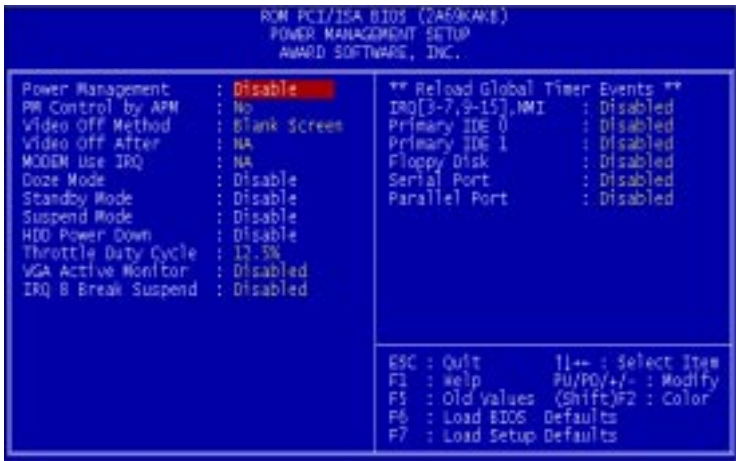 ROM PCI/ISA BIOS (2A69KAKB)
POWER MANAGEMENT SETUP
AWARD SOFTWARE, INC.
Power Management : Disable
PM Control by APM : No
Video Off Method : Blank Screen
Video Off After : NA
MODEM Use IRQ : NA
Doze Mode : Disable
Standby Mode : Disable
Suspend Mode : Disable
HDD Power Down : Disable
Throttle Duty Cycle : 12.5%
VGA Active Monitor : Disabled
IRQ 8 Break Suspend : Disabled
** Reload Global Timer Events **
IRQ[3-7,9-15],NMI : Disabled
Primary IDE 0 : Disabled
Primary IDE 1 : Disabled
Floppy Disk : Disabled
Serial Port : Disabled
Parallel Port : Disabled
ESC : Quit ↑↓→← : Select Item
F1 : Help PU/PD/+/- : Modify
F5 : Old Values (Shift)F2 : Color
F6 : Load BIOS Defaults
F7 : Load Setup Defaults